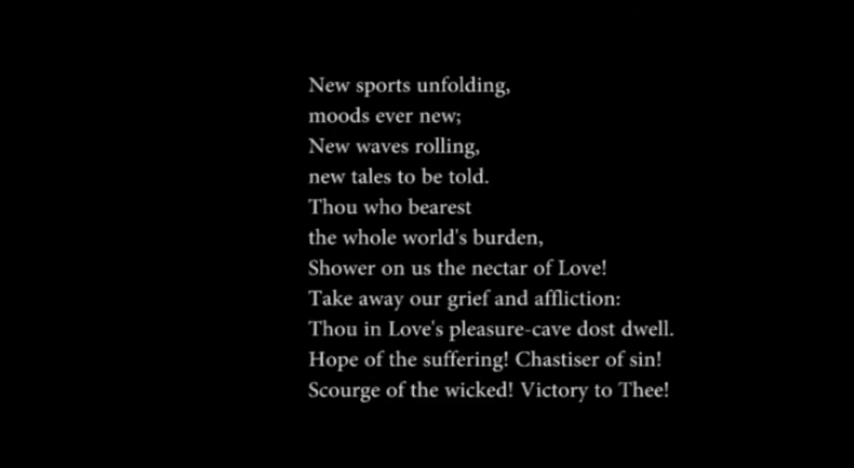 New sports unfolding,
moods ever new;
New waves rolling,
new tales to be told.
Thou who bearest
the whole world's burden,
Shower on us the nectar of Love!
Take away our grief and affliction:
Thou in Love's pleasure-cave dost dwell.
Hope of the suffering! Chastiser of sin!
Scourge of the wicked! Victory to Thee!